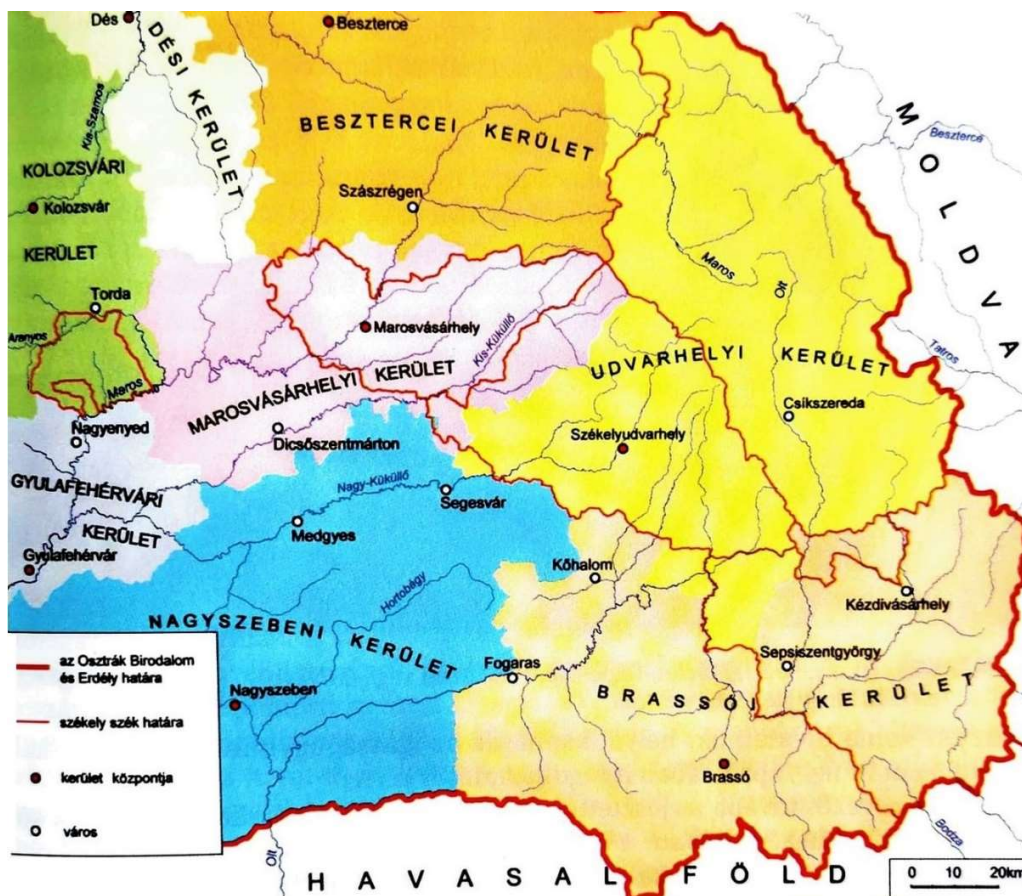 Dés
Beszterce
DÉSI KERÜLET
BESZTERCEI KERÜLET
MOLDVA
Beszterce
Kis-Szamos
KOLOZSVÁRI
Kolozsvár
KERÜLET
Szászrégen
Maros
Olt
Torda
Aranyos
Maros
Marosvásárhely
Kis-Küküllő
KERÜLET
MAROSVÁSÁRHELYI
UDVARHELYI KERÜLET
Tatros
Csíkszereda
Nagyenyed
Dicsőszentmárton
Székelyudvarhely
GYULAFEHÉRVÁRI
KERÜLET
Nagy-Küküllő
Segesvár
Medgyes
Gyulafehérvár
Kőhalom
Hortobágy
Kézdivásárhely
NAGYSZEBENI KERÜLET
Sepsiszentgyörgy
Fogaras
BRASSÓI KERÜLET
Nagyszeben
Brassó
Olt
Bodza
HAVASALFÖLD
az Osztrák Birodalom
és Erdély határa
székely szék határa
kerület központja
város
0 10 20km